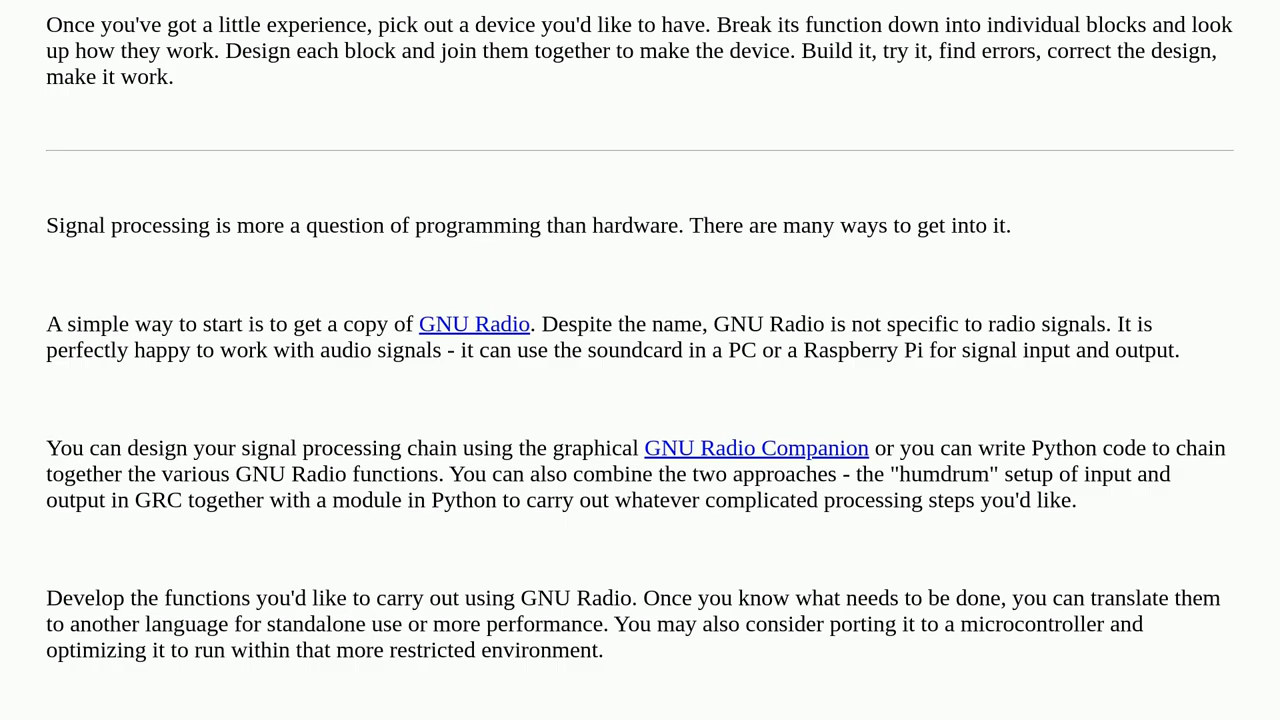 Once you've got a little experience, pick out a device you'd like to have. Break its function down into individual blocks and look
up how they work. Design each block and join them together to make the device. Build it, try it, find errors, correct the design,
make it work.
Signal processing is more a question of programming than hardware. There are many ways to get into it.
A simple way to start is to get a copy of GNU Radio. Despite the name, GNU Radio is not specific to radio signals. It is
perfectly happy to work with audio signals - it can use the soundcard in a PC or a Raspberry Pi for signal input and output.
You can design your signal processing chain using the graphical GNU Radio Companion or you can write Python code to chain
together the various GNU Radio functions. You can also combine the two approaches - the "humdrum" setup of input and
output in GRC together with a module in Python to carry out whatever complicated processing steps you'd like.
Develop the functions you'd like to carry out using GNU Radio. Once you know what needs to be done, you can translate them
to another language for standalone use or more performance. You may also consider porting it to a microcontroller and
optimizing it to run within that more restricted environment.